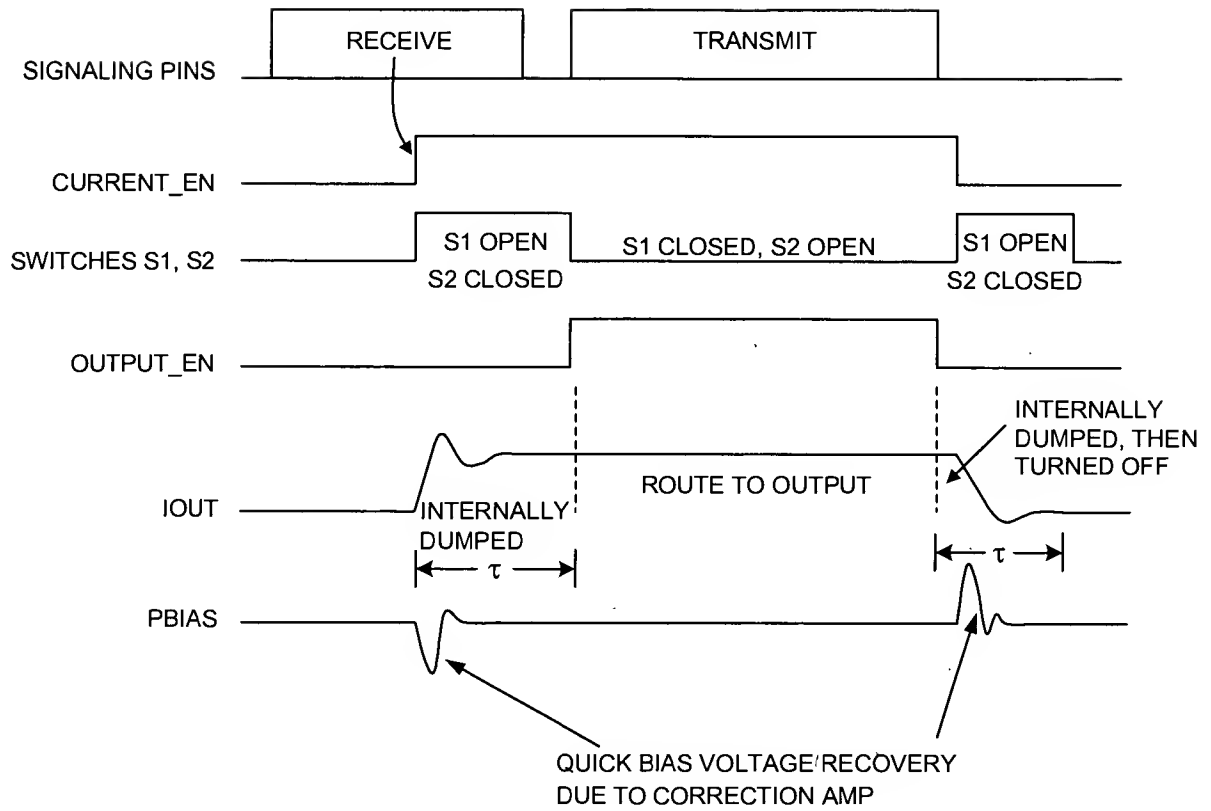 RECEIVE
TRANSMIT
SIGNALING PINS
CURRENT_EN
SWITCHES S1, S2
S1 OPEN
S2 CLOSED
S1 CLOSED, S2 OPEN
S1 OPEN
S2 CLOSED
OUTPUT_EN
INTERNALLY
DUMPED, THEN
TURNED OFF
IOUT
INTERNALLY
DUMPED
ROUTE TO OUTPUT
τ
τ
PBIAS
QUICK BIAS VOLTAGE/RECOVERY
DUE TO CORRECTION AMP